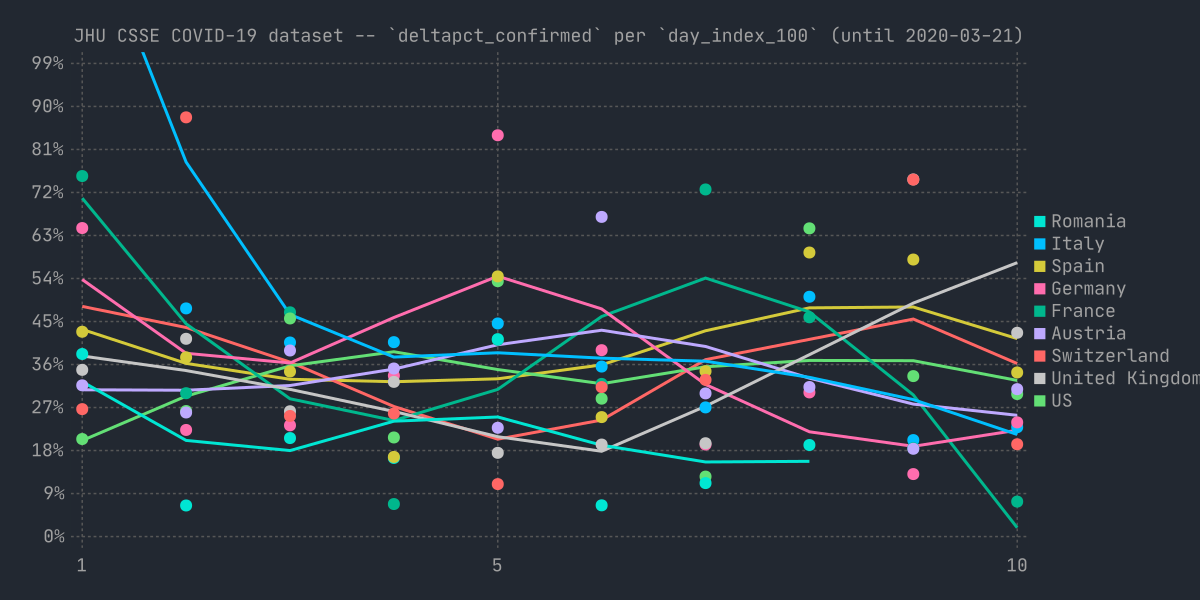 JHU CSSE COVID-19 dataset -- `deltapct_confirmed` per `day_index_100` (until 2020-03-21)
99%
90%
81%
72%
63%
54%
45%
36%
27%
18%
9%
0%
1 5 10
Romania
Italy
Spain
Germany
France
Austria
Switzerland
United Kingdom
US